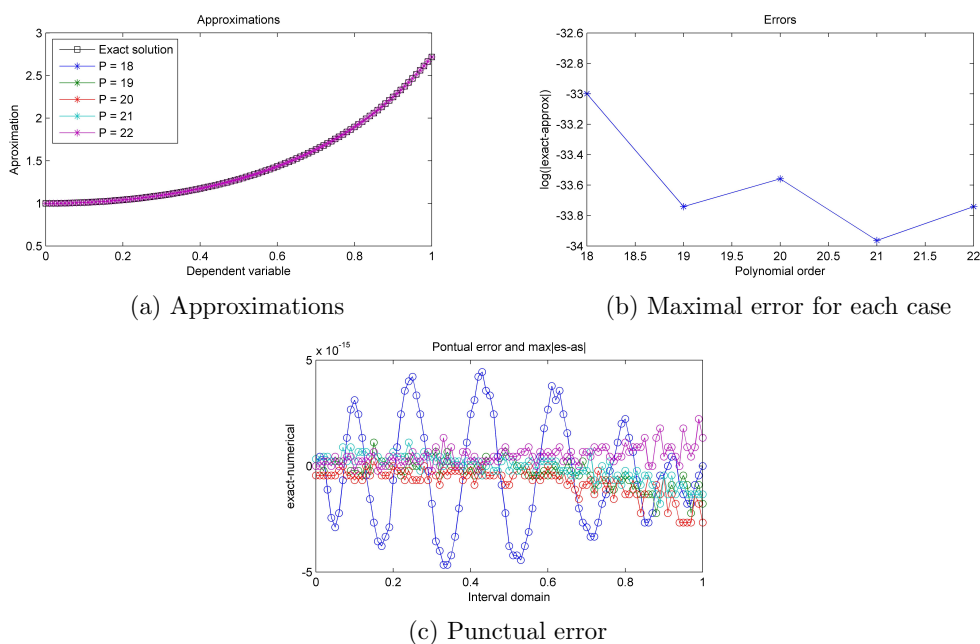 Approximations
3
2.5
2
1.5
1
0.5
0
0.2
0.4
0.6
0.8
1
Aproximation
Dependent variable
Exact solution
P = 18
P = 19
P = 20
P = 21
P = 22
(a) Approximations
Errors
-32.6
-32.8
-33
-33.2
-33.4
-33.6
-33.8
-34
18
18.5
19
19.5
20
20.5
21
21.5
22
log(|exact-approx|)
Polynomial order
(b) Maximal error for each case
Pontual error and max|es-as|
x 10-15
5
0
-5
0
0.2
0.4
0.6
0.8
1
exact-numerical
Interval domain
(c) Punctual error